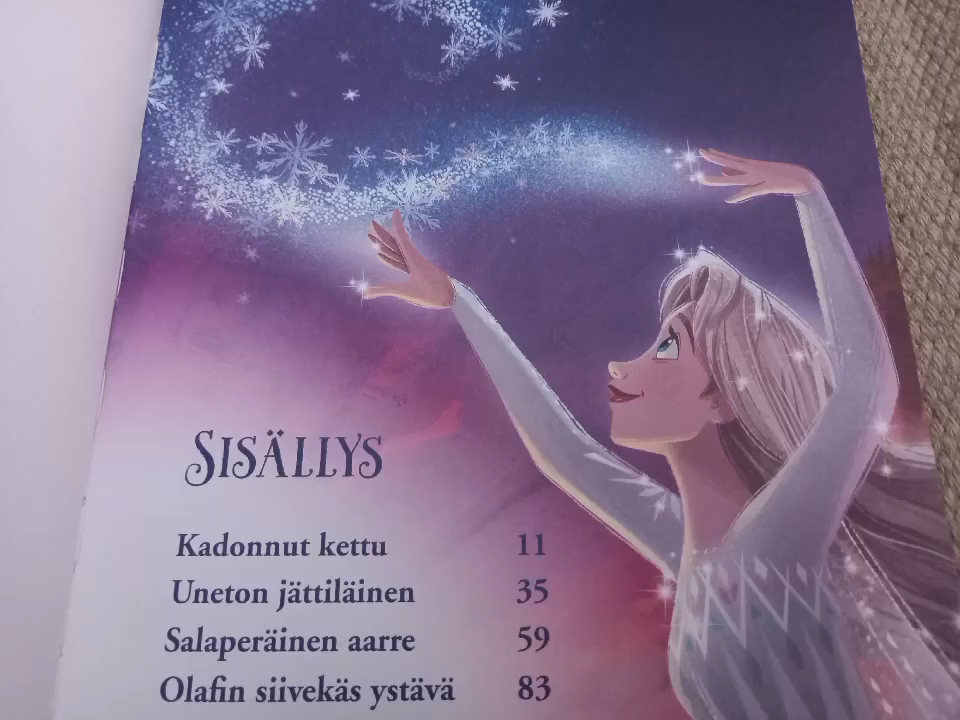 SISÄLLYS
Kadonnut kettu 11
Uneton jättiläinen 35
Salaperäinen aarre 59
Olafin siivekäs ystävä 83